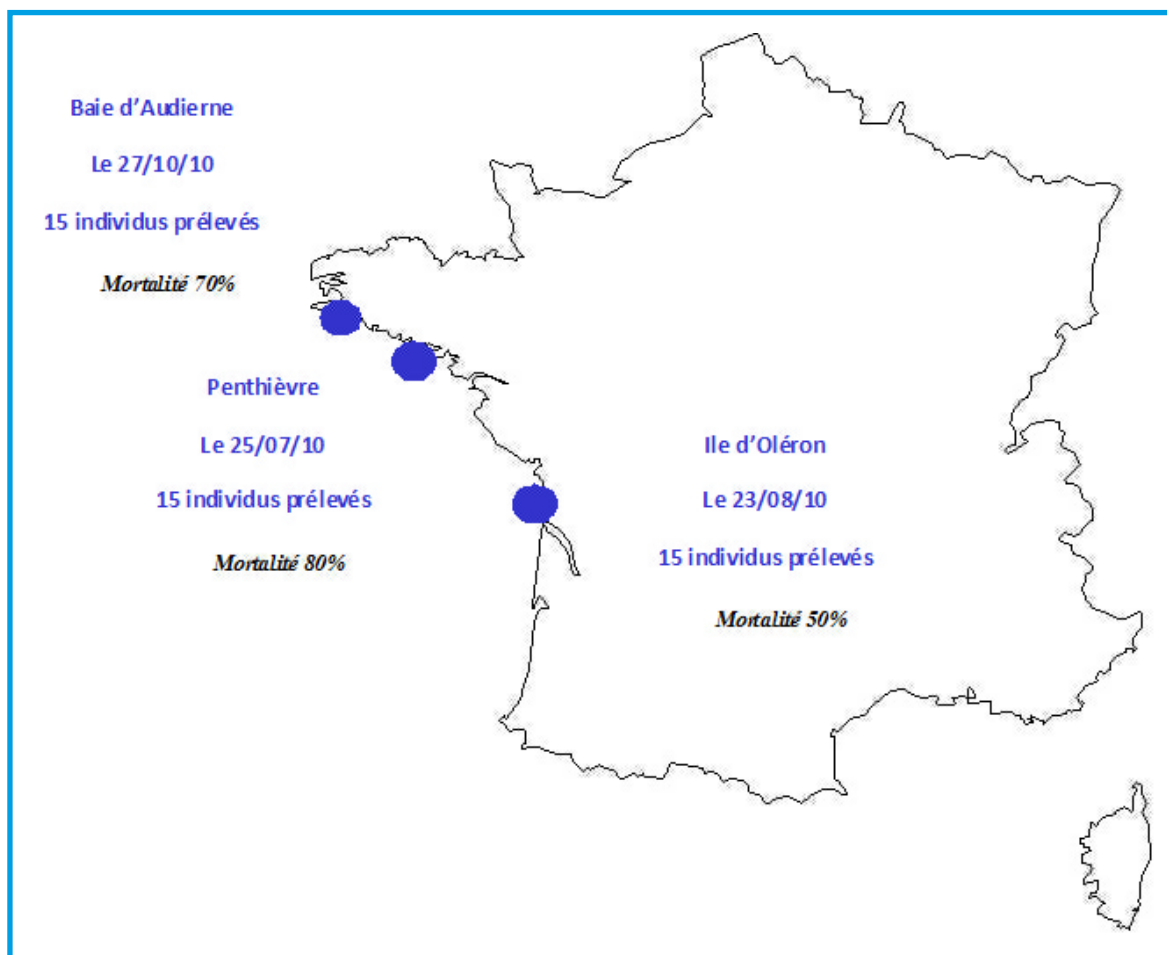 Baie d'Audierne
Le 27/10/10
15 individus prélevés
Mortalité 70%
Penthièvre
Le 25/07/10
15 individus prélevés
Mortalité 80%
Ile d'Oléron
Le 23/08/10
15 individus prélevés
Mortalité 50%